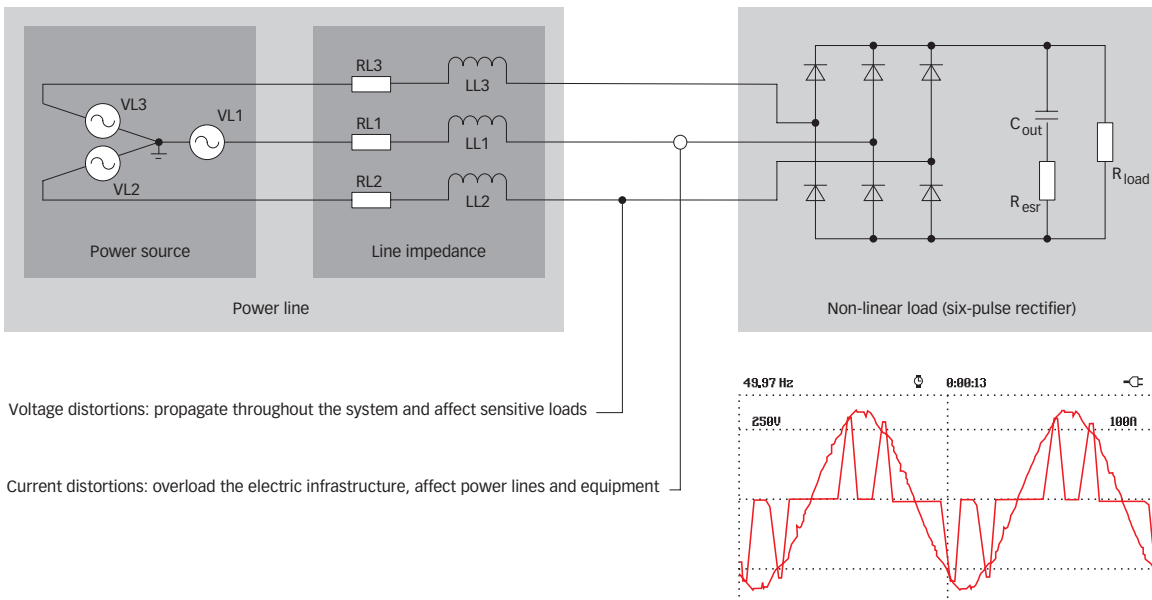 RL3
LL3
VL3
VL1
RL1
LL1
VL2
RL2
LL2
Power source
Line impedance
Power line
Cout
Resr
Rload
Non-linear load (six-pulse rectifier)
Voltage distortions: propagate throughout the system and affect sensitive loads
Current distortions: overload the electric infrastructure, affect power lines and equipment
49.97 Hz
0:00:13
250V
100A